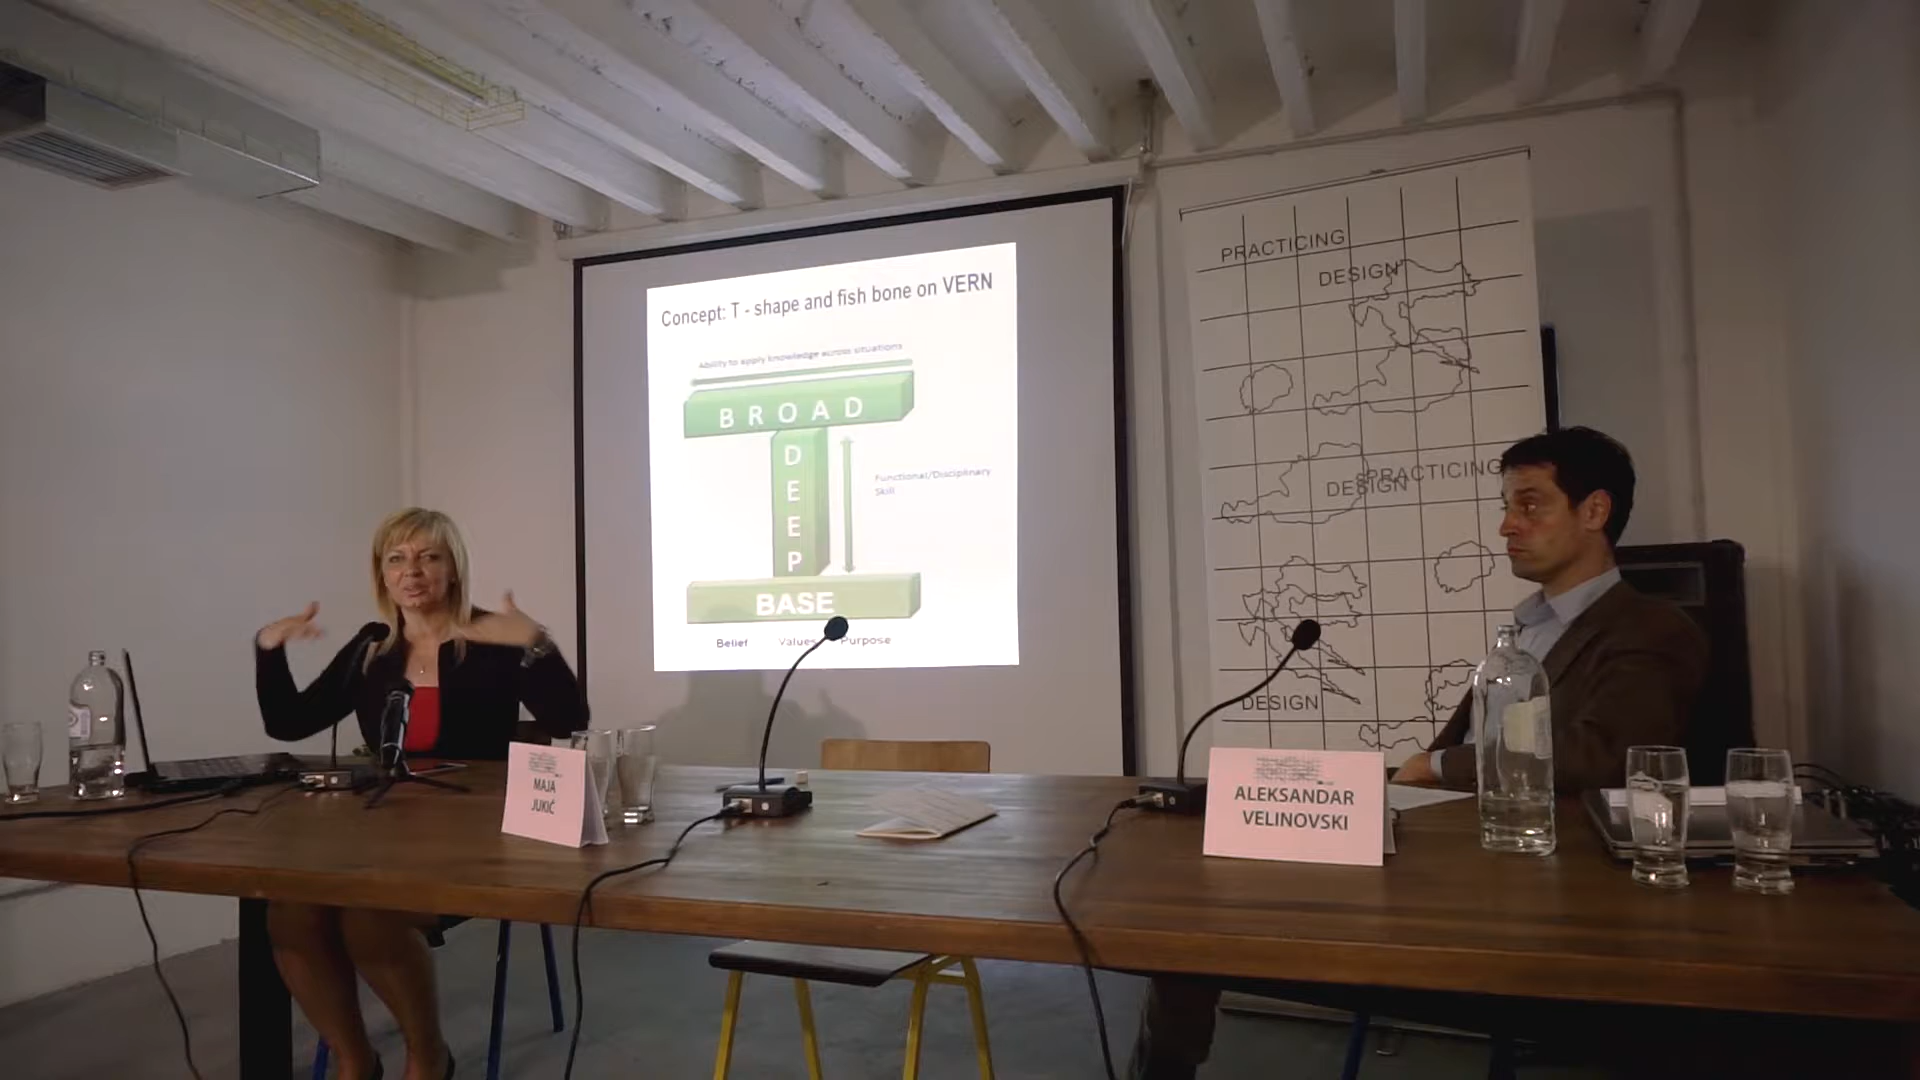 Concept: T - shape and fish bone on VERN
Ability to apply knowledge across situations
BROAD
DEEP
Functional/Disciplinary
Skill
BASE
Belief Values Purpose
PRACTICING
DESIGN
PRACTICING
DESIGN
DESIGN
MAJA
JUKIĆ
ALEKSANDAR
VELINOVSKI